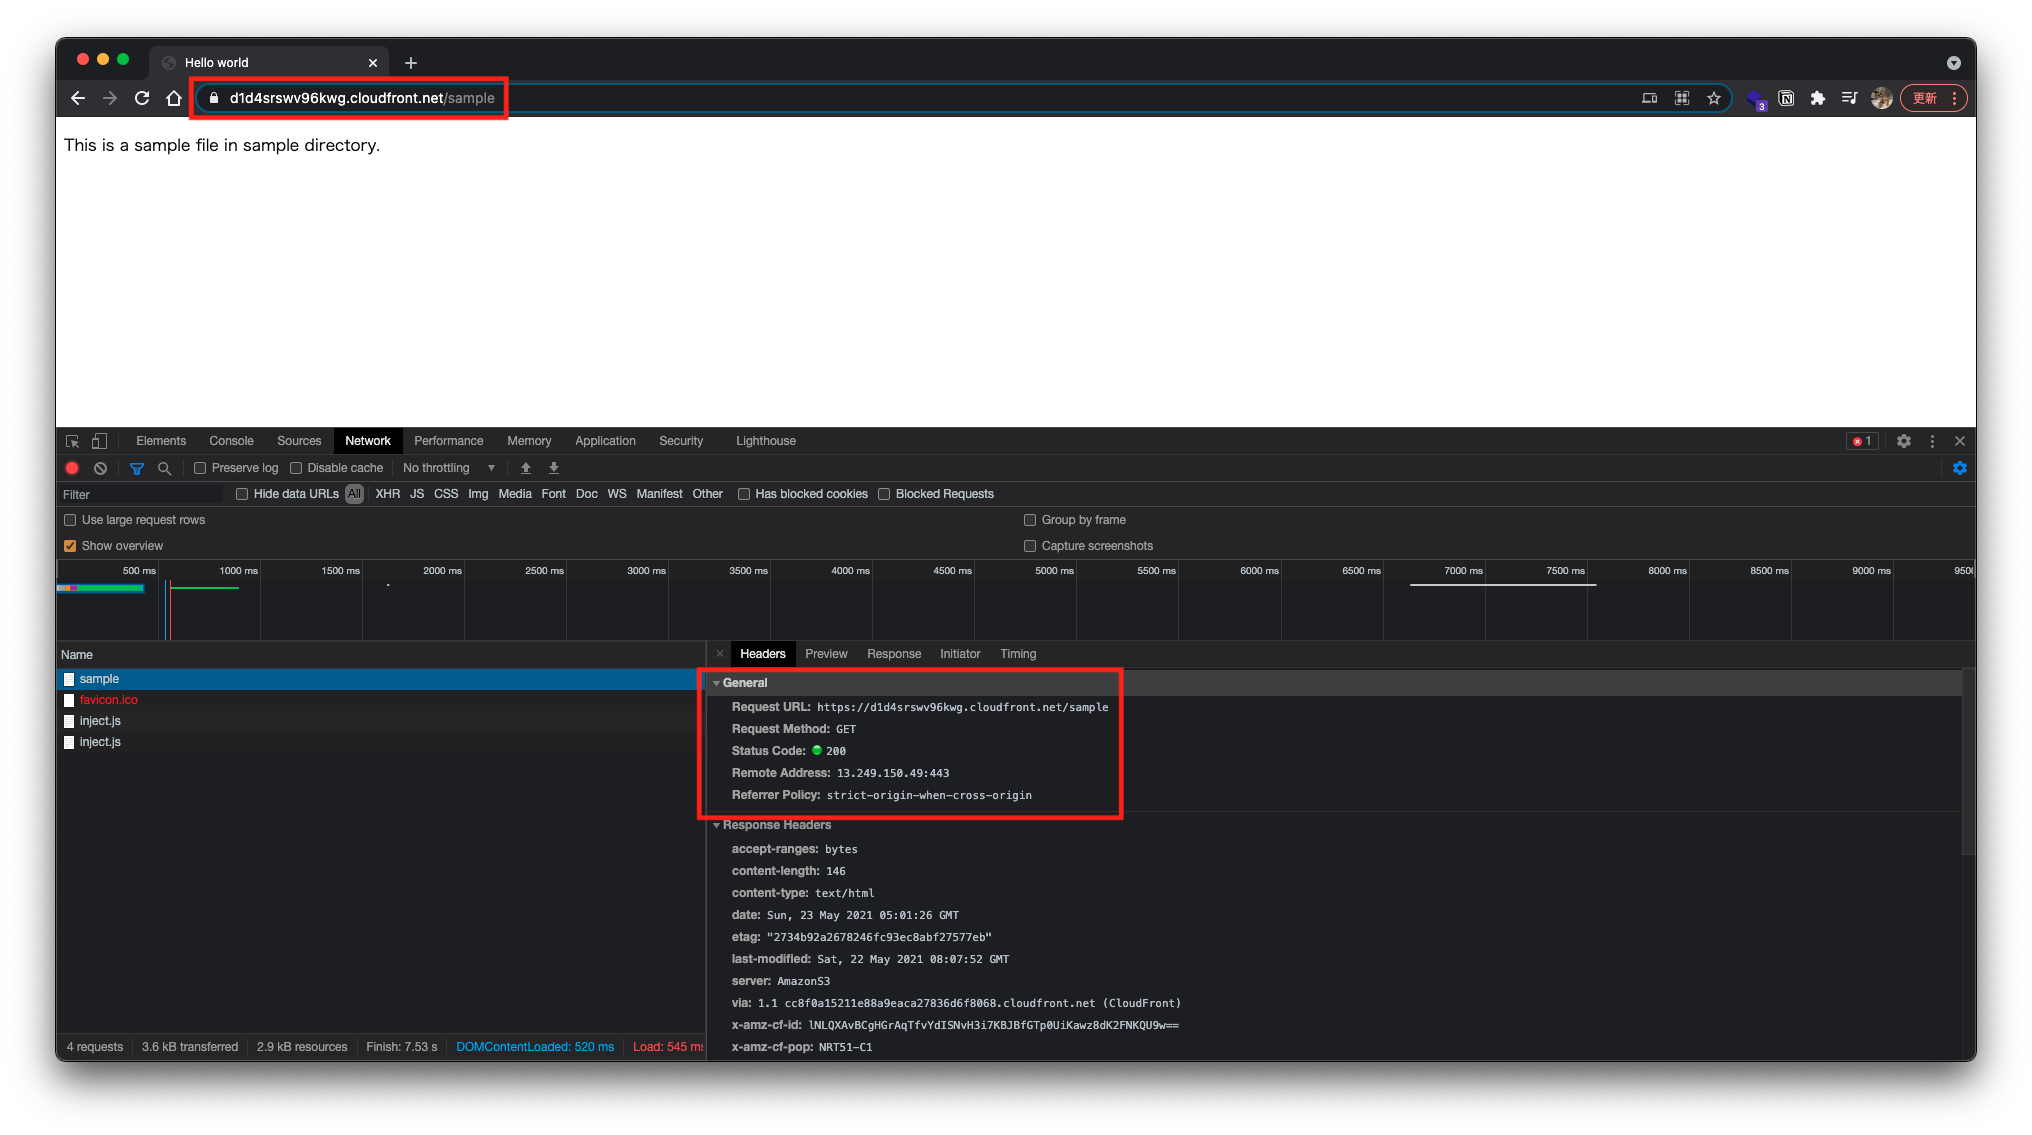 Hello world
d1d4srswv96kwg.cloudfront.net/sample
3
更新
This is a sample file in sample directory.
Elements Console Sources Network Performance Memory Application Security Lighthouse
1
Preserve log Disable cache No throttling
Filter Hide data URLs All XHR JS CSS Img Media Font Doc WS Manifest Other Has blocked cookies Blocked Requests
Use large request rows Group by frame
Show overview Capture screenshots
500 ms 1000 ms 1500 ms 2000 ms 2500 ms 3000 ms 3500 ms 4000 ms 4500 ms 5000 ms 5500 ms 6000 ms 6500 ms 7000 ms 7500 ms 8000 ms 8500 ms 9000 ms 950
Name
sample
favicon.ico
inject.js
inject.js
Headers Preview Response Initiator Timing
General
Request URL: https://d1d4srswv96kwg.cloudfront.net/sample
Request Method: GET
Status Code: 200
Remote Address: 13.249.150.49:443
Referrer Policy: strict-origin-when-cross-origin
Response Headers
accept-ranges: bytes
content-length: 146
content-type: text/html
date: Sun, 23 May 2021 05:01:26 GMT
etag: "2734b92a2678246fc93ec8abf27577eb"
last-modified: Sat, 22 May 2021 08:07:52 GMT
server: AmazonS3
via: 1.1 cc8f0a15211e88a9eaca27836d6f8068.cloudfront.net (CloudFront)
x-amz-cf-id: lNLQXAvBCgHGrAqTfvYdISNvH3i7KBJBfGTp0UiKawz8dK2FNKQU9w==
x-amz-cf-pop: NRT51-C1
4 requests 3.6 kB transferred 2.9 kB resources Finish: 7.53 s DOMContentLoaded: 520 ms Load: 545 ms